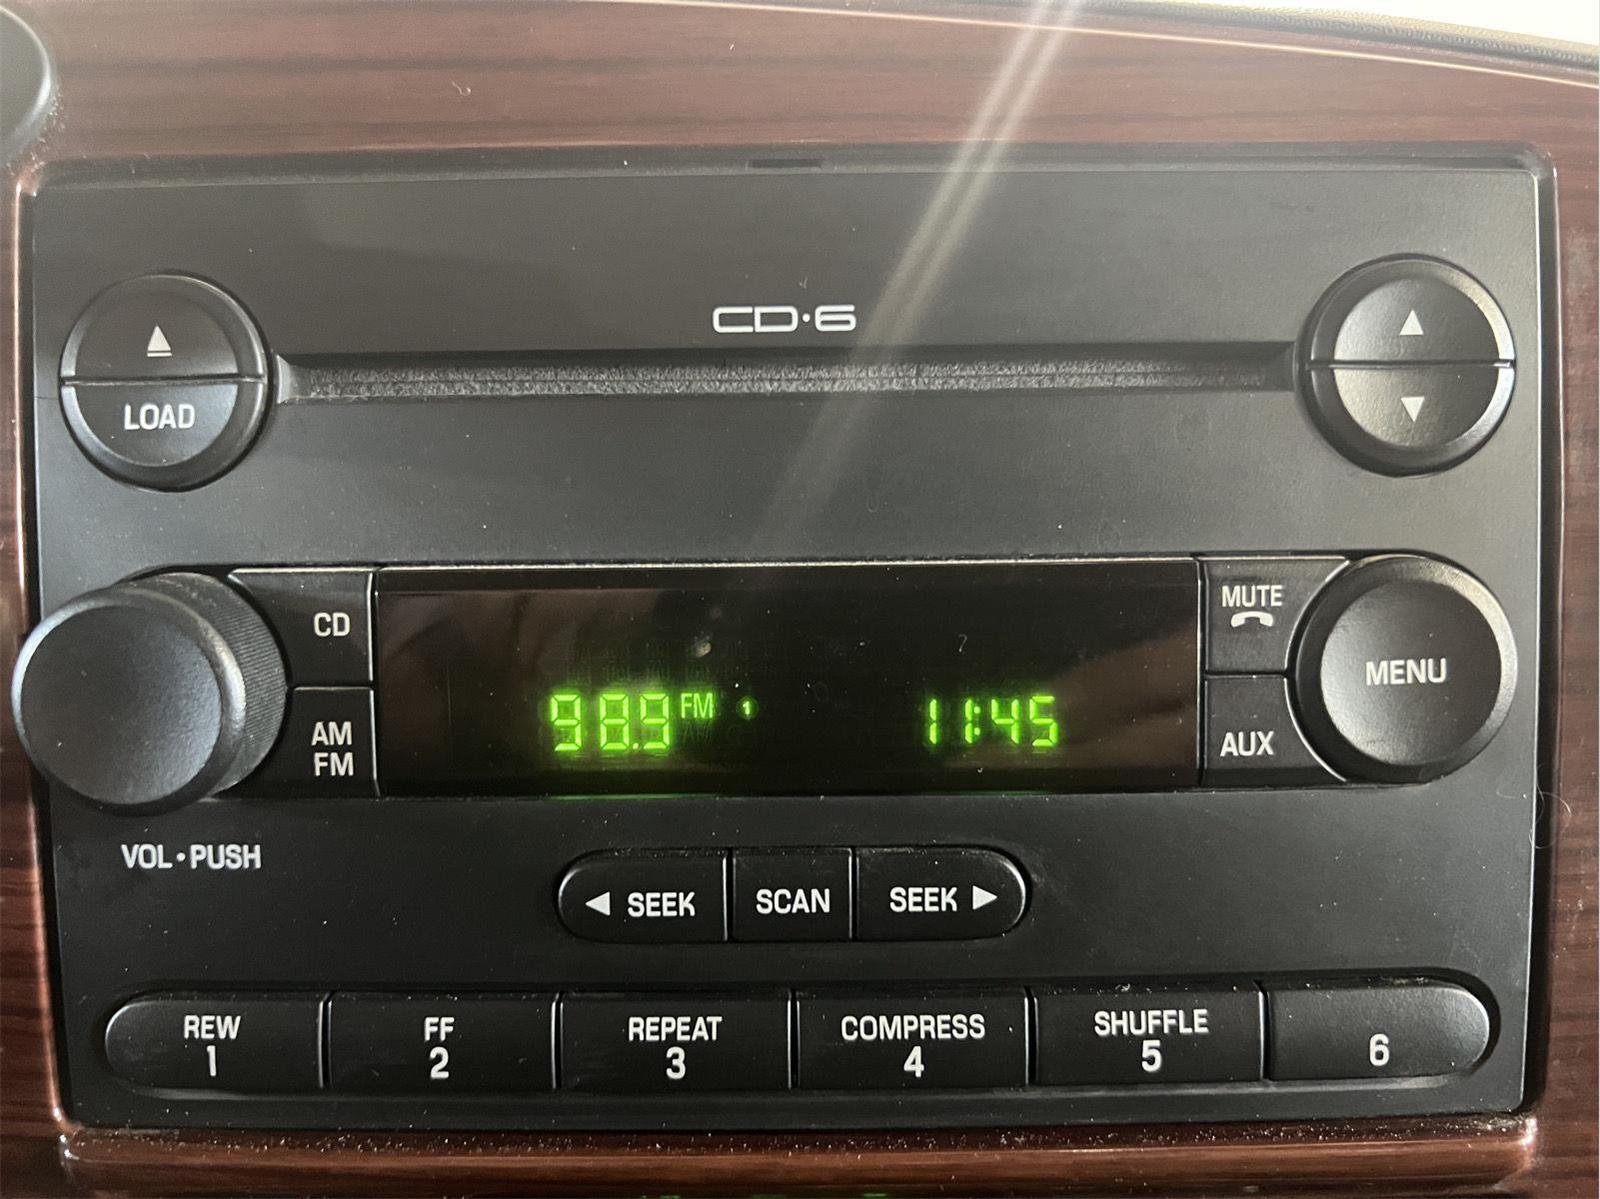 CD·6
LOAD
CD
MUTE
MENU
98.9 FM 1
11:45
AM
FM
AUX
VOL·PUSH
SEEK
SCAN
SEEK
REW
1
FF
2
REPEAT
3
COMPRESS
4
SHUFFLE
5
6